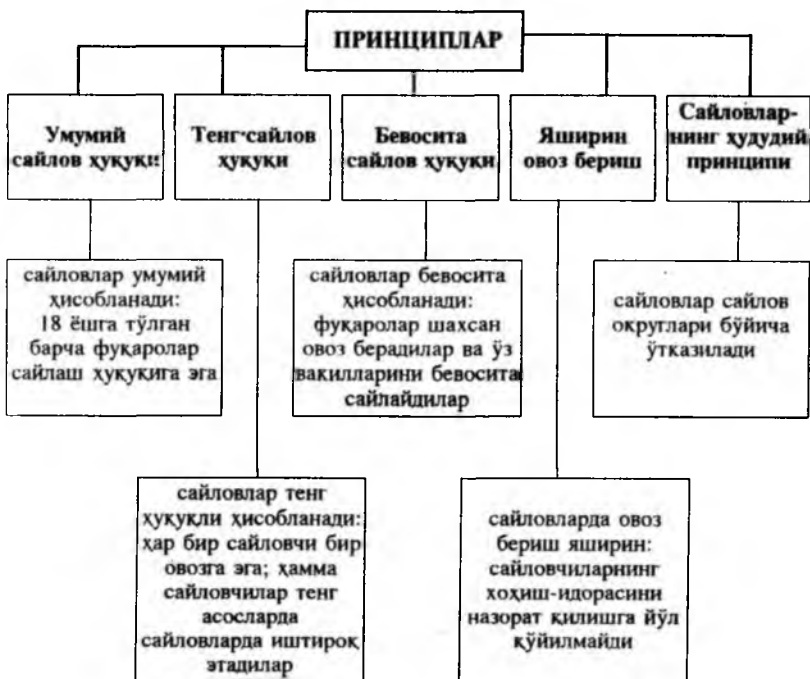 ПРИНЦИПЛАР
Умумий
сайлов ҳуқуқи
Тенг-сайлов
ҳуқуқи
Бевосита
сайлов ҳуқуқи
Яширин
овоз бериш
Сайловлар-
нинг ҳудудий
принципи
сайловлар умумий
ҳисобланади:
18 ёшга тўлган
барча фуқаролар
сайлаш ҳуқуқига эга
сайловлар бевосита
ҳисобланади:
фуқаролар шахсан
овоз берадилар ва ўз
вакилларини бевосита
сайлайдилар
сайловлар сайлов
округлари бўйича
ўтказилади
сайловлар тенг
ҳуқуқли ҳисобланади:
ҳар бир сайловчи бир
овозга эга; ҳамма
сайловчилар тенг
асосларда
сайловларда иштироқ
этадилар
сайловларда овоз
бериш яширин:
сайловчиларнинг
хоҳиш-идорасини
назорат қилишга йўл
қўйилмайди